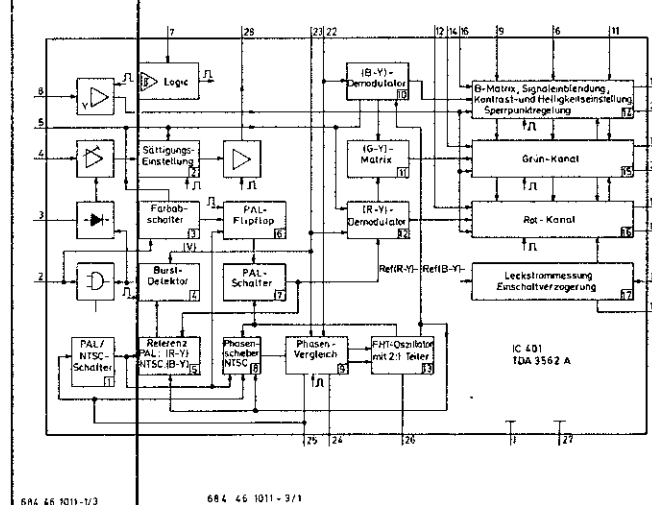 7 28 23 22 12 14 16 9 6 11
Logic
8 Y
(B-Y)-
Demodulator
10
B-Matrix, Signaleinblendung,
Kontrast-und Helligkeitseinstellung
Sperrpunktregelung
14
5
4
Sättigungs-
Einstellung
2
(G-Y)-
Matrix
11
Grün-Kanal
15
3
Farbab-
schalter
3
PAL-
Flipflop
6
(R-Y)-
Demodulator
12
Rot-Kanal
16
(V)
2
Burst-
Detektor
4
PAL-
Schalter
7
Ref(R-Y) Ref(B-Y)
Leckstrommessung
Einschaltverzögerung
17
PAL/
NTSC-
Schalter
1
Referenz
PAL: (R-Y)
NTSC:(B-Y)
5
Phasen-
schieber
NTSC
8
Phasen-
Vergleich
9
FHT-Oszillator
mit 2:1 Teiler
13
IC 401
TDA 3562 A
25 24 26 1 27
684 46 1011-1/3
684 46 1011-3/1